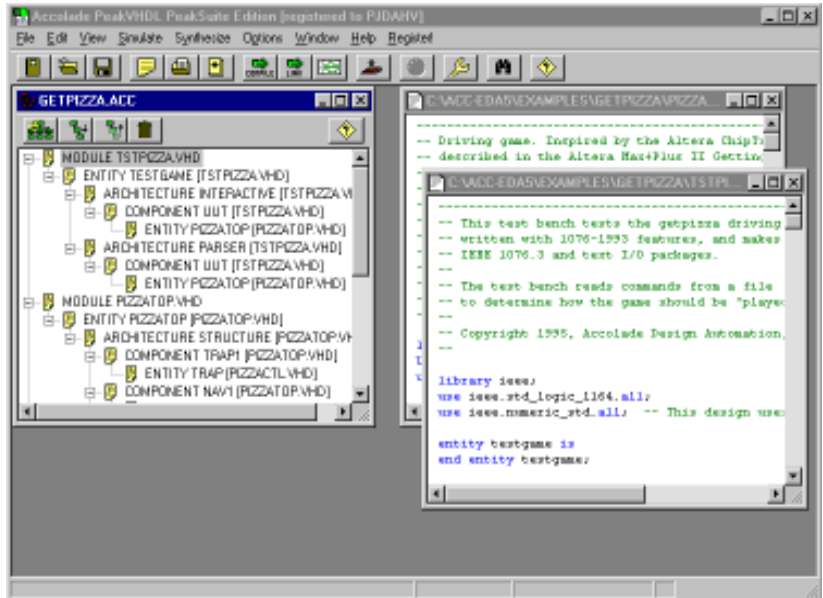 Accolade PeakVHDL PeakSuite Edition [registered to PJDAHV]
File Edit View Simulate Synthesize Options Window Help Register!
COMPILE LINK
GETPIZZA.ACC
MODULE TSTPIZZA.VHD
ENTITY TESTGAME [TSTPIZZA.VHD]
ARCHITECTURE INTERACTIVE [TSTPIZZA.VH
COMPONENT UUT [TSTPIZZA.VHD]
ENTITY PIZZATOP [PIZZATOP.VHD]
ARCHITECTURE PARSER [TSTPIZZA.VHD]
COMPONENT UUT [TSTPIZZA.VHD]
ENTITY PIZZATOP [PIZZATOP.VHD]
MODULE PIZZATOP.VHD
ENTITY PIZZATOP [PIZZATOP.VHD]
ARCHITECTURE STRUCTURE [PIZZATOP.VH
COMPONENT TRAP1 [PIZZATOP.VHD]
ENTITY TRAP [PIZZACTL.VHD]
COMPONENT NAV1 [PIZZATOP.VHD]
C:\ACC-EDA5\EXAMPLES\GETPIZZA\PIZZA...
-- Driving game. Inspired by the Altera ChipT
-- described in the Altera Max+Plus II Getting
C:\ACC-EDA5\EXAMPLES\GETPIZZA\TSTPI...
-- This test bench tests the getpizza driving
-- written with 1076-1993 features, and makes
-- IEEE 1076.3 and text I/O packages.
--
-- The test bench reads commands from a file
-- to determine how the game should be "played
--
-- Copyright 1995, Accolade Design Automation,
--
library ieee;
use ieee.std_logic_1164.all;
use ieee.numeric_std.all; -- This design uses
entity testgame is
end entity testgame;